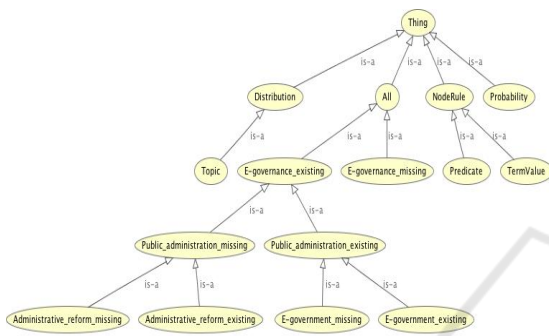 Thing
is-a is-a is-a is-a
Distribution All NodeRule Probability
is-a is-a is-a is-a is-a
Topic E-governance_existing E-governance_missing Predicate TermValue
is-a is-a
Public_administration_missing Public_administration_existing
is-a is-a is-a is-a
Administrative_reform_missing Administrative_reform_existing E-government_missing E-government_existing